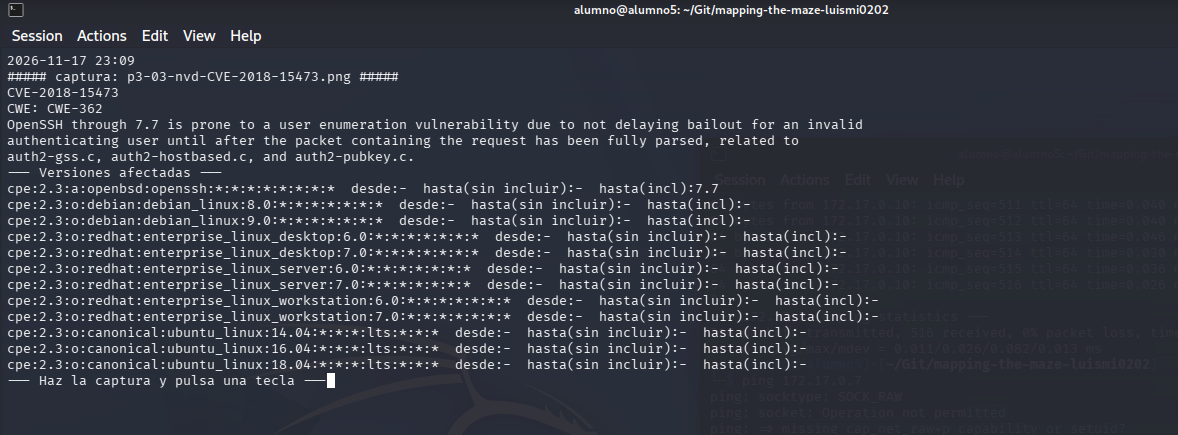 alumno@alumno5: ~/Git/mapping-the-maze-luismi0202
Session Actions Edit View Help
2026-11-17 23:09
##### captura: p3-03-nvd-CVE-2018-15473.png #####
CVE-2018-15473
CWE: CWE-362
OpenSSH through 7.7 is prone to a user enumeration vulnerability due to not delaying bailout for an invalid
authenticating user until after the packet containing the request has been fully parsed, related to
auth2-gss.c, auth2-hostbased.c, and auth2-pubkey.c.
--- Versiones afectadas ---
cpe:2.3:a:openbsd:openssh:*:*:*:*:*:*:*:* desde:- hasta(sin incluir):- hasta(incl):7.7
cpe:2.3:o:debian:debian_linux:8.0:*:*:*:*:*:*:* desde:- hasta(sin incluir):- hasta(incl):-
cpe:2.3:o:debian:debian_linux:9.0:*:*:*:*:*:*:* desde:- hasta(sin incluir):- hasta(incl):-
cpe:2.3:o:redhat:enterprise_linux_desktop:6.0:*:*:*:*:*:*:* desde:- hasta(sin incluir):- hasta(incl):-
cpe:2.3:o:redhat:enterprise_linux_desktop:7.0:*:*:*:*:*:*:* desde:- hasta(sin incluir):- hasta(incl):-
cpe:2.3:o:redhat:enterprise_linux_server:6.0:*:*:*:*:*:*:* desde:- hasta(sin incluir):- hasta(incl):-
cpe:2.3:o:redhat:enterprise_linux_server:7.0:*:*:*:*:*:*:* desde:- hasta(sin incluir):- hasta(incl):-
cpe:2.3:o:redhat:enterprise_linux_workstation:6.0:*:*:*:*:*:*:* desde:- hasta(sin incluir):- hasta(incl):-
cpe:2.3:o:redhat:enterprise_linux_workstation:7.0:*:*:*:*:*:*:* desde:- hasta(sin incluir):- hasta(incl):-
cpe:2.3:o:canonical:ubuntu_linux:14.04:*:*:*:lts:*:*:* desde:- hasta(sin incluir):- hasta(incl):-
cpe:2.3:o:canonical:ubuntu_linux:16.04:*:*:*:lts:*:*:* desde:- hasta(sin incluir):- hasta(incl):-
cpe:2.3:o:canonical:ubuntu_linux:18.04:*:*:*:lts:*:*:* desde:- hasta(sin incluir):- hasta(incl):-
--- Haz la captura y pulsa una tecla ---